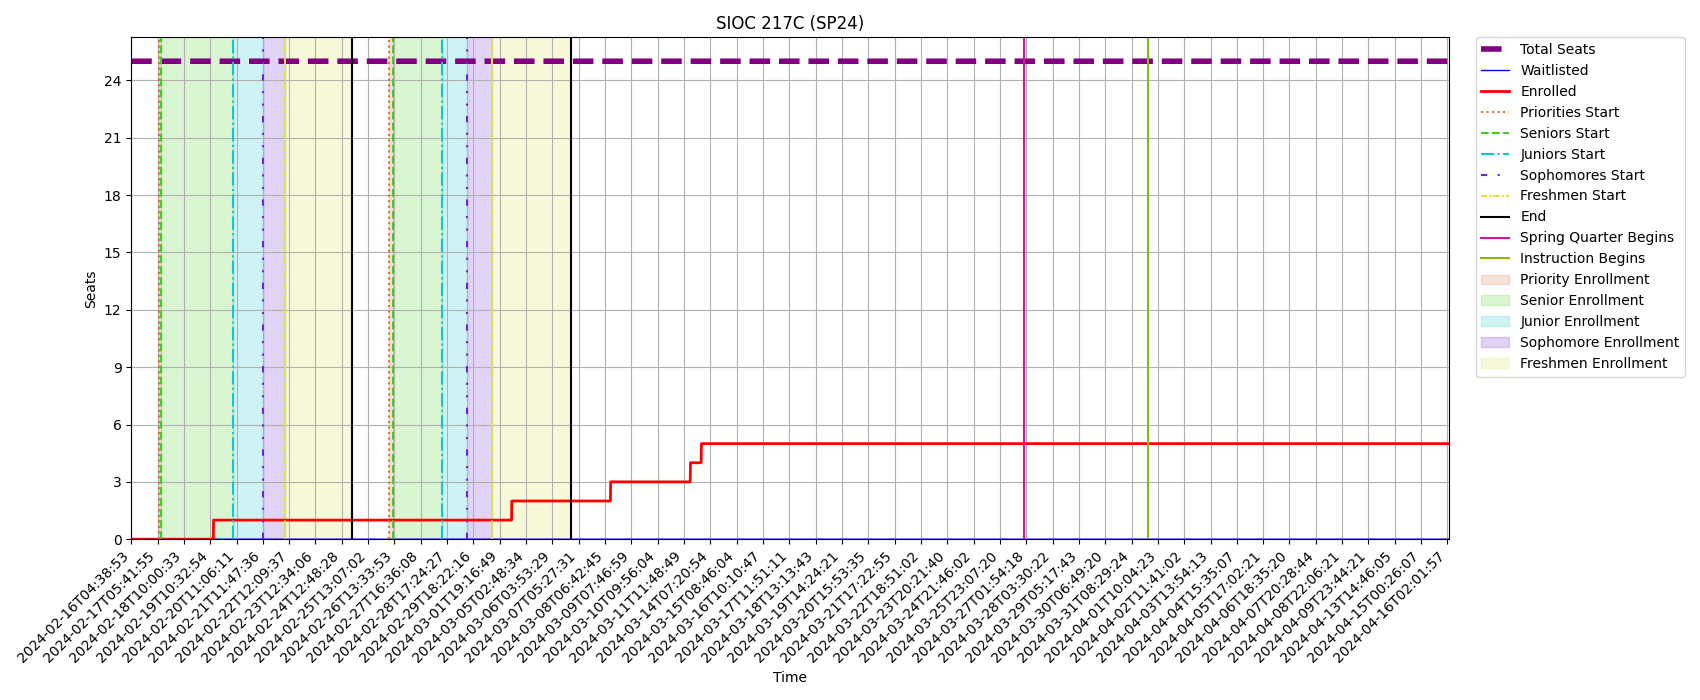 SIOC 217C (SP24)
Seats
24
21
18
15
12
9
6
3
0
2024-02-16T04:38:53
2024-02-17T05:41:55
2024-02-18T10:00:33
2024-02-19T10:32:54
2024-02-20T11:06:11
2024-02-21T11:47:36
2024-02-22T12:09:37
2024-02-23T12:34:06
2024-02-24T12:48:28
2024-02-25T13:07:02
2024-02-26T13:33:53
2024-02-27T16:36:08
2024-02-28T17:24:27
2024-02-29T18:22:16
2024-03-01T19:16:49
2024-03-05T02:48:34
2024-03-06T03:53:29
2024-03-07T05:27:31
2024-03-08T06:42:45
2024-03-09T07:46:59
2024-03-10T09:56:04
2024-03-11T11:48:49
2024-03-14T07:20:54
2024-03-15T08:46:04
2024-03-16T10:10:47
2024-03-17T11:51:11
2024-03-18T13:13:43
2024-03-19T14:24:21
2024-03-20T15:53:35
2024-03-21T17:22:55
2024-03-22T18:51:02
2024-03-23T20:21:40
2024-03-24T21:46:02
2024-03-25T23:07:20
2024-03-27T01:54:18
2024-03-28T03:30:22
2024-03-29T05:17:43
2024-03-30T06:49:20
2024-03-31T08:29:24
2024-04-01T10:04:23
2024-04-02T11:41:02
2024-04-03T13:54:13
2024-04-04T15:35:07
2024-04-05T17:02:21
2024-04-06T18:35:20
2024-04-07T20:28:44
2024-04-08T22:06:21
2024-04-09T23:44:21
2024-04-13T14:46:05
2024-04-15T00:26:07
2024-04-16T02:01:57
Time
Total Seats
Waitlisted
Enrolled
Priorities Start
Seniors Start
Juniors Start
Sophomores Start
Freshmen Start
End
Spring Quarter Begins
Instruction Begins
Priority Enrollment
Senior Enrollment
Junior Enrollment
Sophomore Enrollment
Freshmen Enrollment